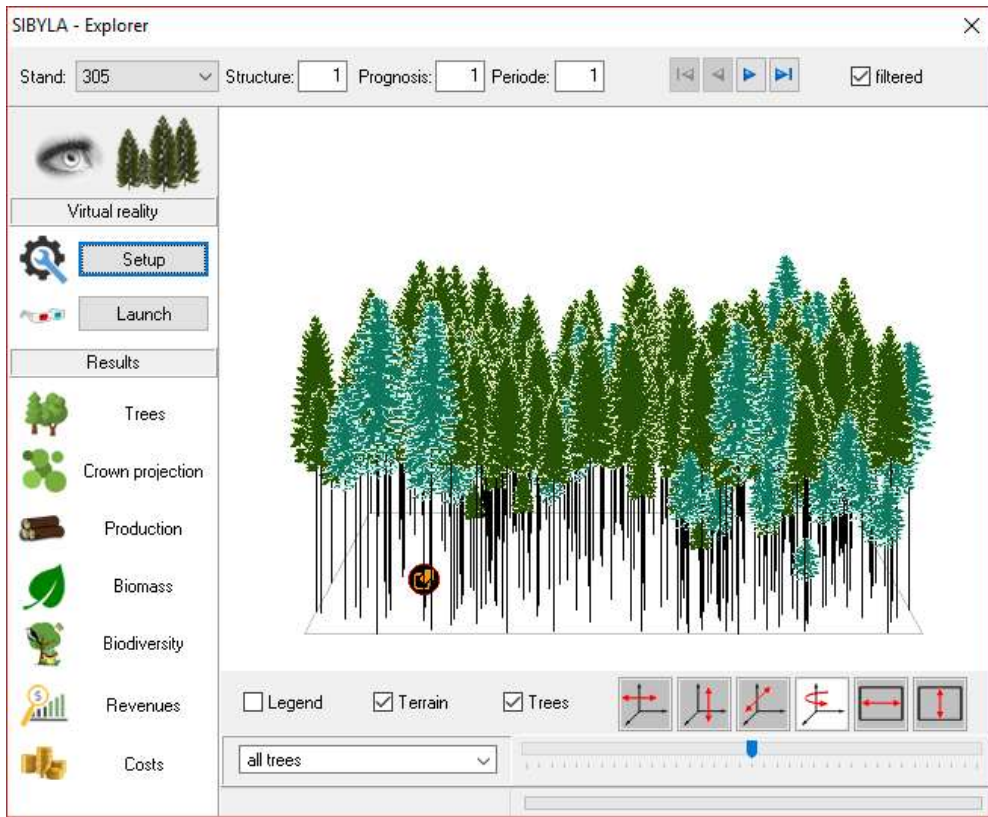 SIBYLA - Explorer
Stand: 305 Structure: 1 Prognosis: 1 Periode: 1 filtered
Virtual reality
Setup
Launch
Results
Trees
Crown projection
Production
Biomass
Biodiversity
Revenues
Costs
Legend Terrain Trees
all trees